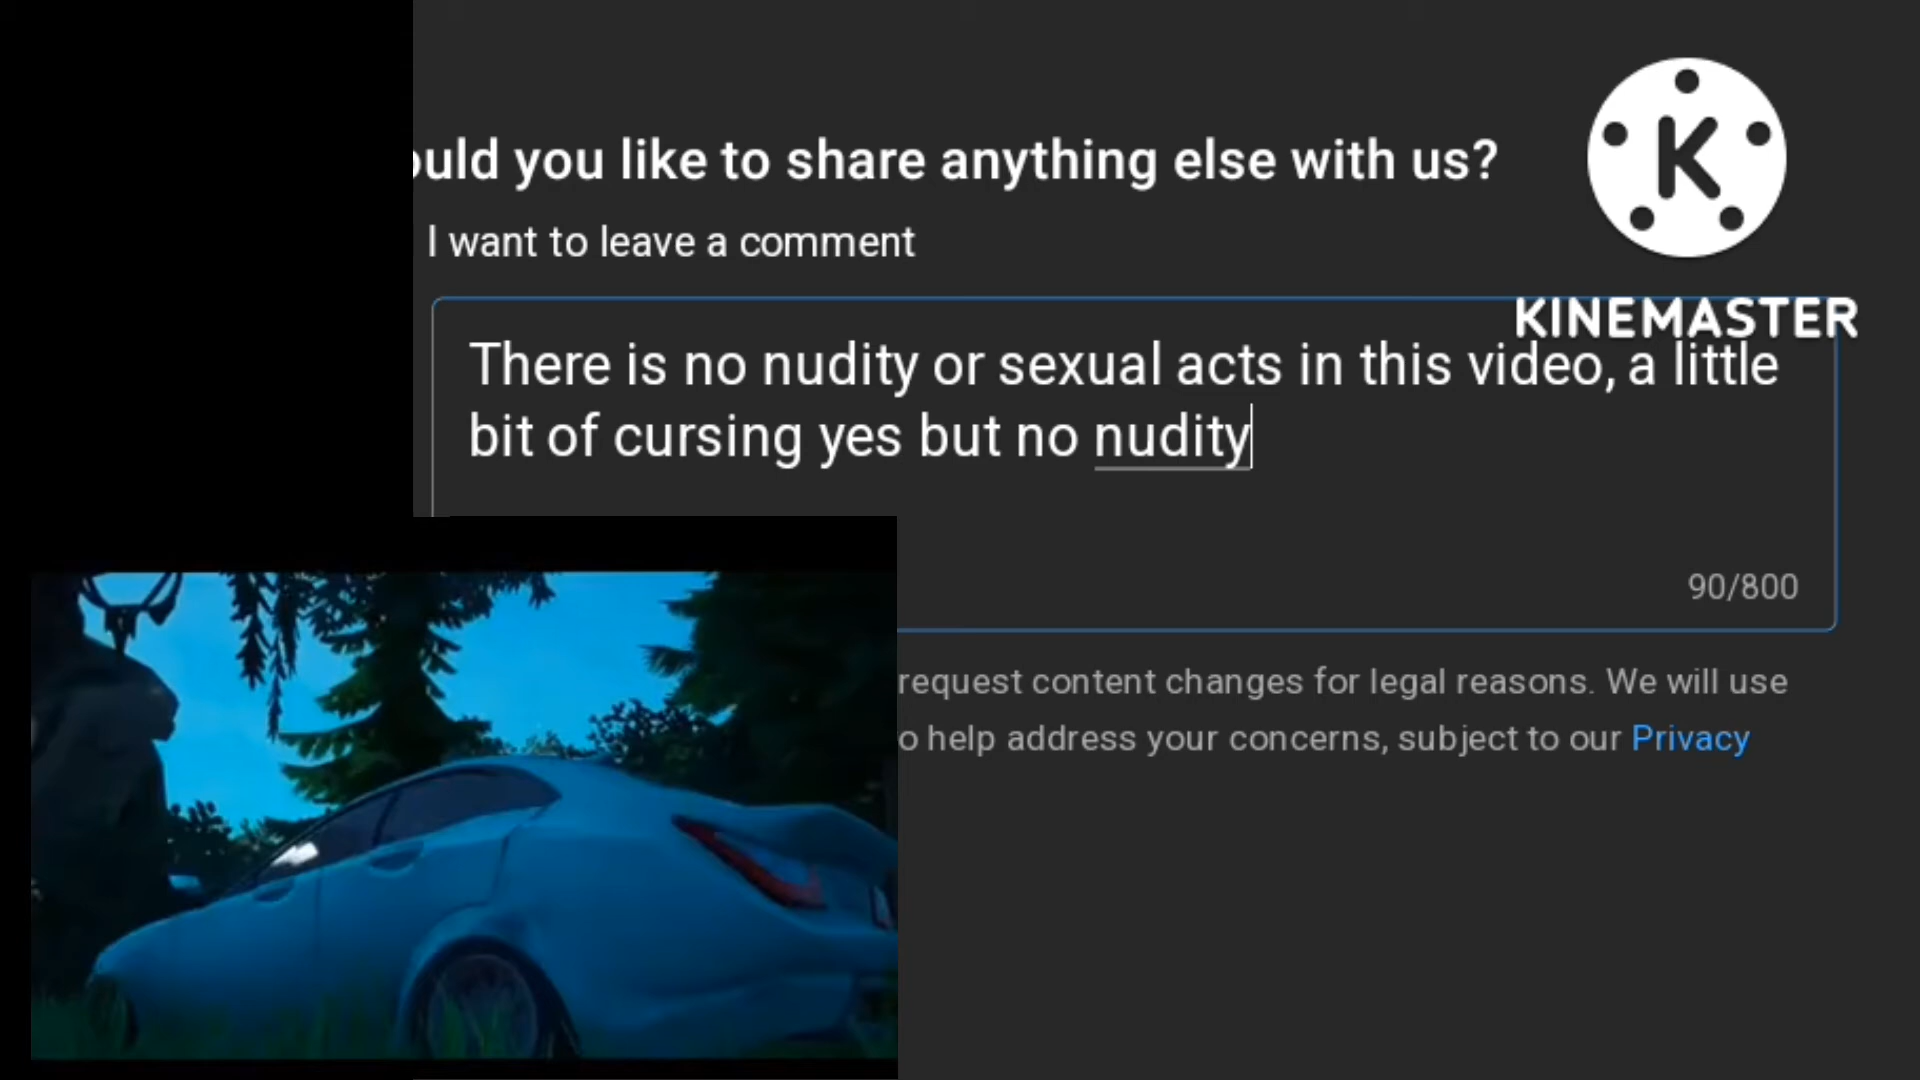 ould you like to share anything else with us?
I want to leave a comment
K
KINEMASTER
There is no nudity or sexual acts in this video, a little
bit of cursing yes but no nudity
90/800
request content changes for legal reasons. We will use
o help address your concerns, subject to our Privacy